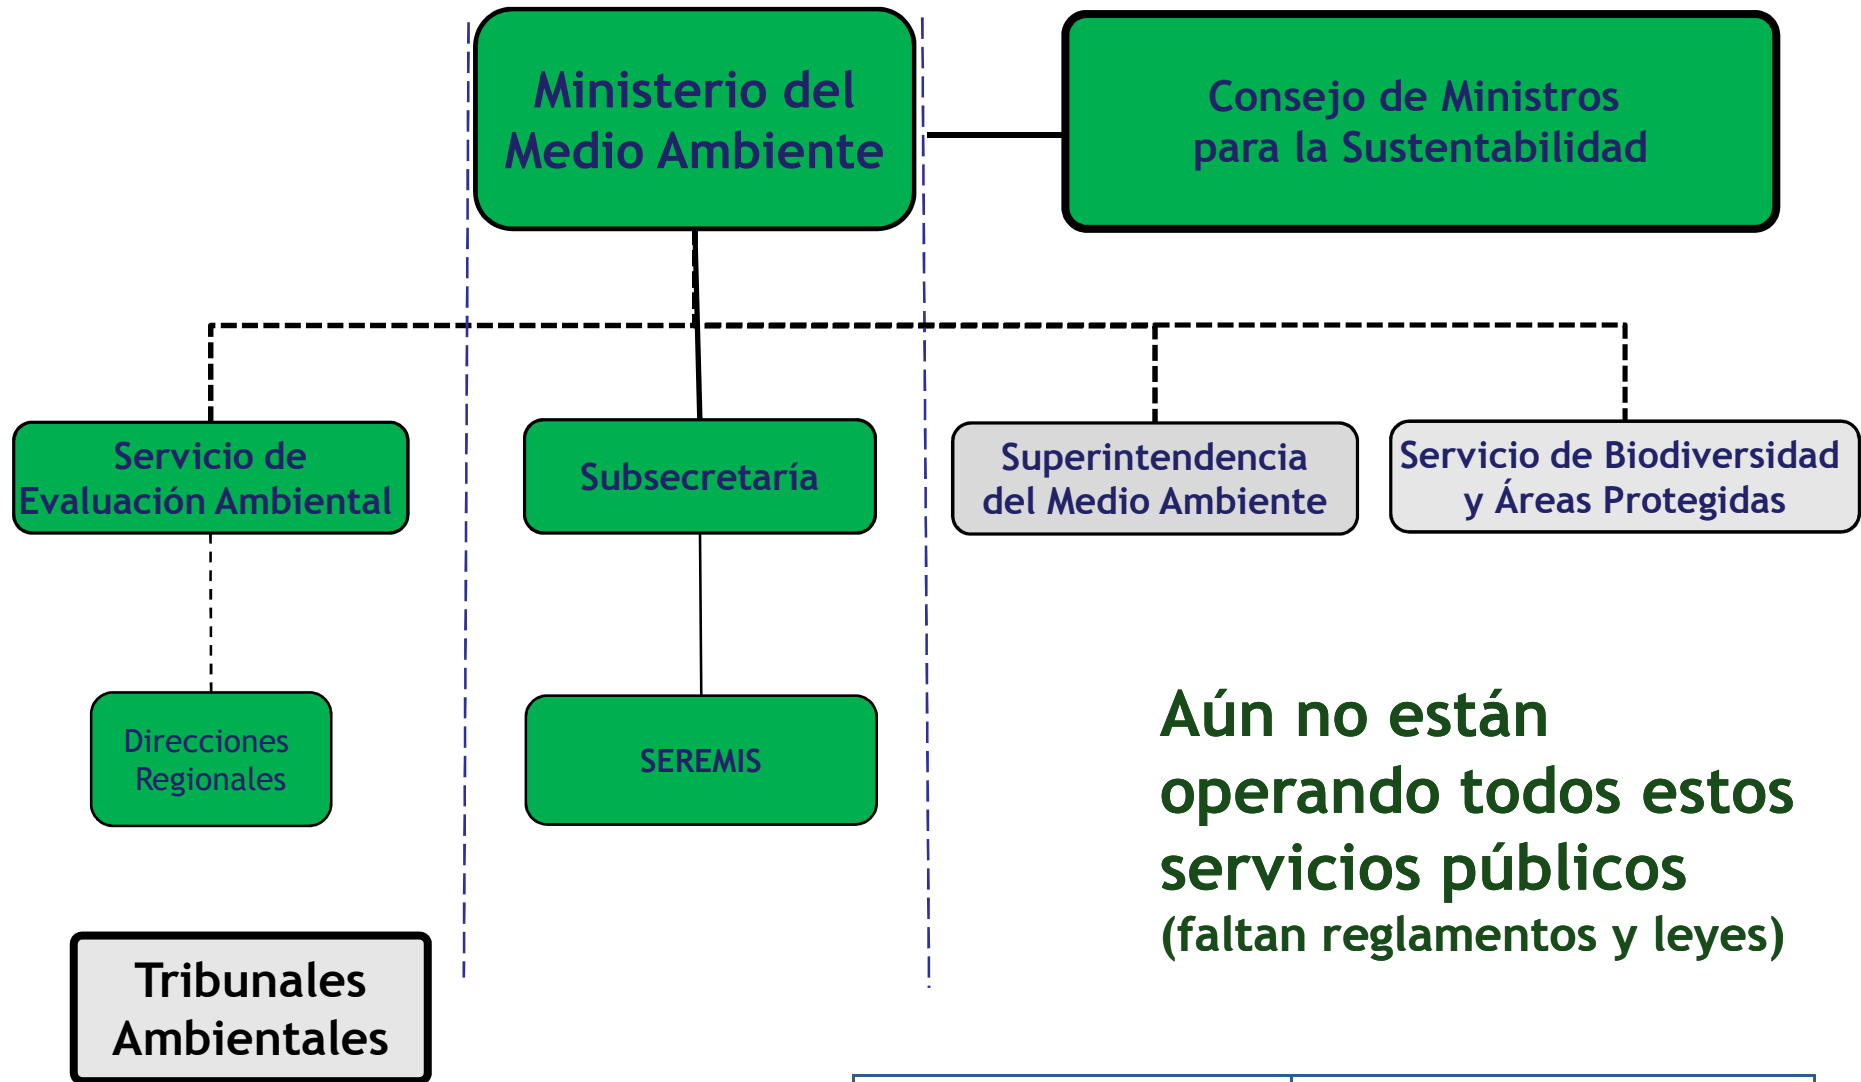 Ministerio del
Medio Ambiente
Consejo de Ministros
para la Sustentabilidad
Servicio de
Evaluación Ambiental
Subsecretaría
Superintendencia
del Medio Ambiente
Servicio de Biodiversidad
y Áreas Protegidas
Direcciones
Regionales
SEREMIS
Aún no están
operando todos estos
servicios públicos
(faltan reglamentos y leyes)
Tribunales
Ambientales